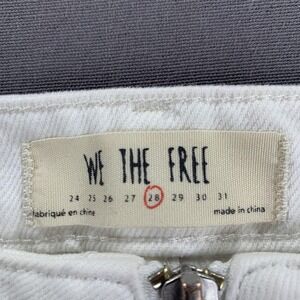 WE THE FREE
24 25 26 27 28 29 30 31
fabriqué en chine made in china